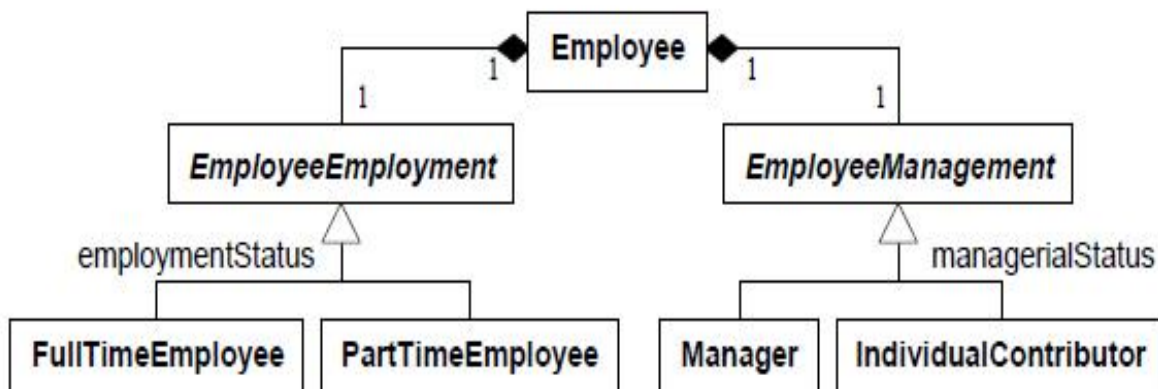 Employee
1 1
1 1
EmployeeEmployment EmployeeManagement
employmentStatus managerialStatus
FullTimeEmployee PartTimeEmployee Manager IndividualContributor